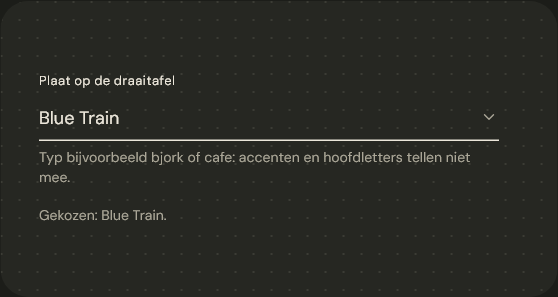 Plaat op de draaitafel
Blue Train
Typ bijvoorbeeld bjork of cafe: accenten en hoofdletters tellen niet
mee.
Gekozen: Blue Train.